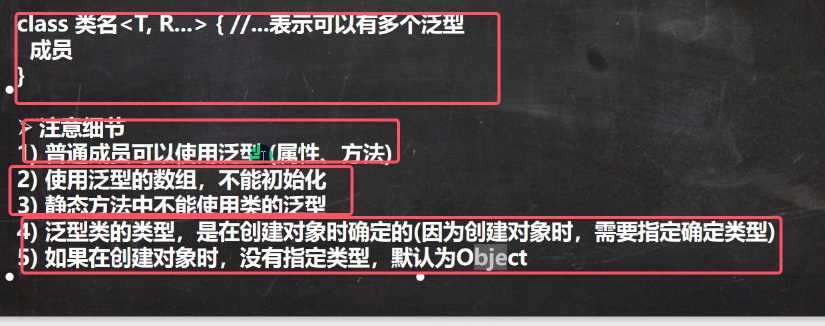 class 类名<T, R...> { //...表示可以有多个泛型
成员
}
➢ 注意细节
1) 普通成员可以使用泛型 (属性、方法)
2) 使用泛型的数组，不能初始化
3) 静态方法中不能使用类的泛型
4) 泛型类的类型，是在创建对象时确定的(因为创建对象时，需要指定确定类型)
5) 如果在创建对象时，没有指定类型，默认为Object